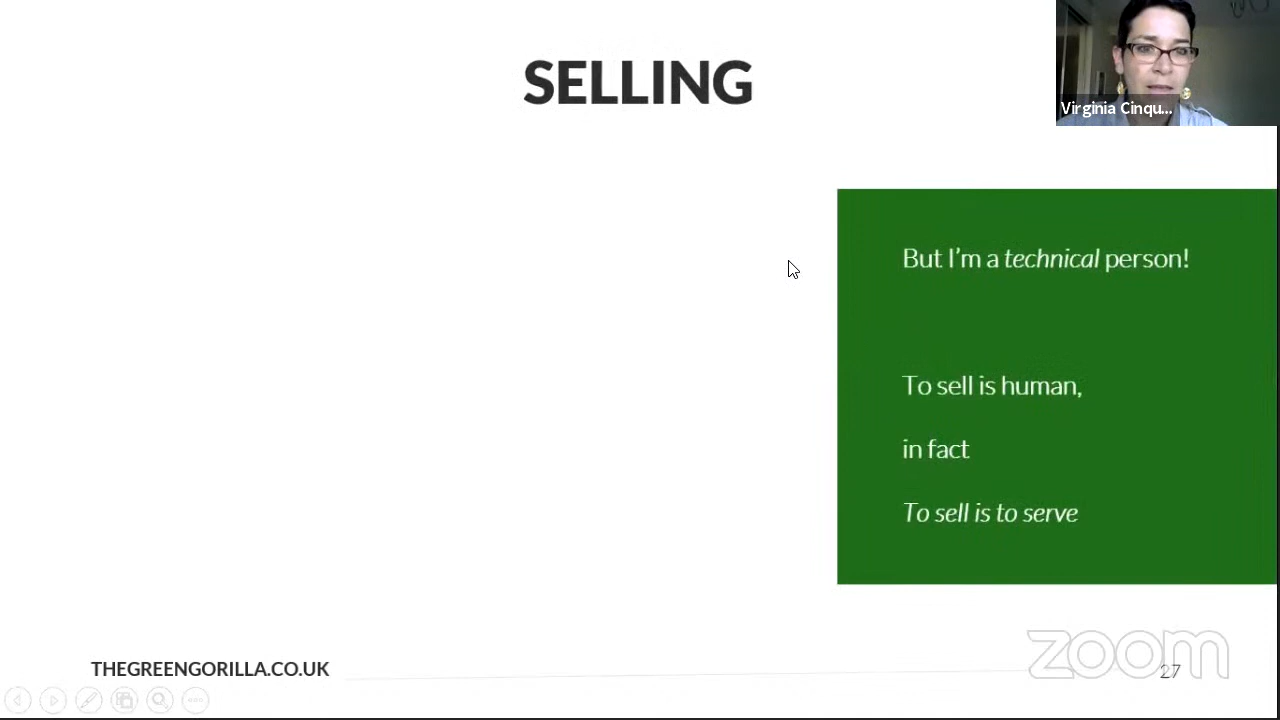 SELLING
Virginia Cinqu...
But I'm a technical person!
To sell is human,
in fact
To sell is to serve
THEGREENGORILLA.CO.UK
zoom
27